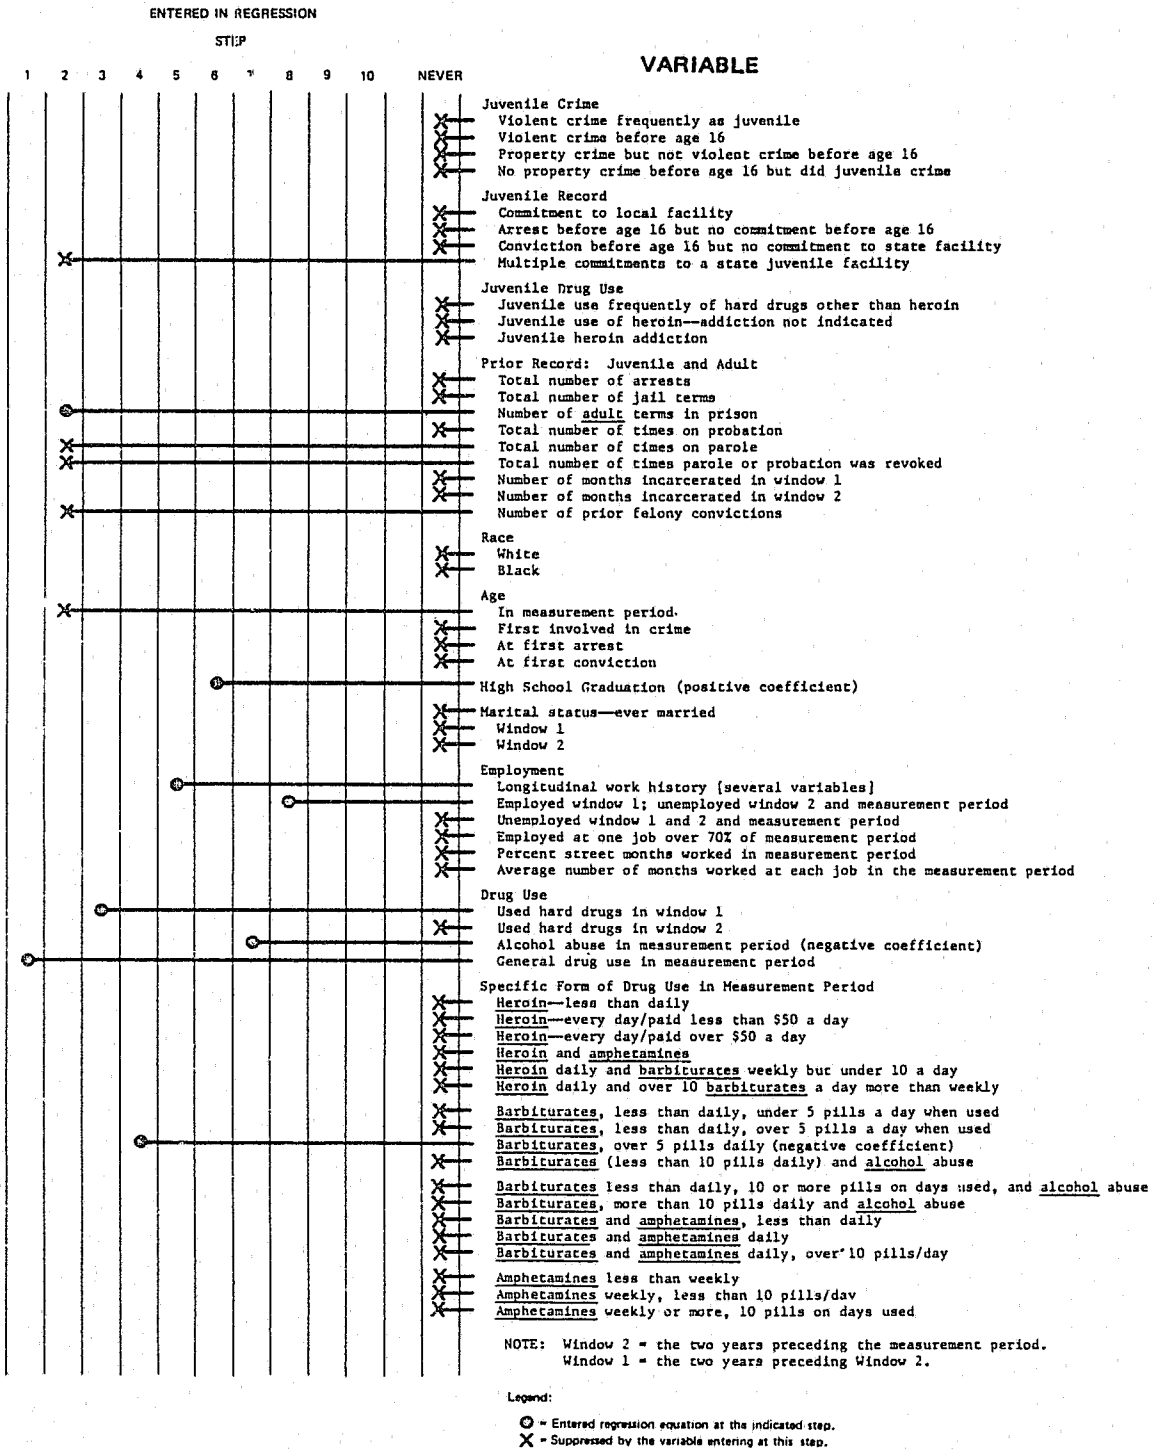 ENTERED IN REGRESSION
STEP
1 2 3 4 5 6 7 8 9 10 NEVER
VARIABLE
Juvenile Crime
Violent crime frequently as juvenile
Violent crime before age 16
Property crime but not violent crime before age 16
No property crime before age 16 but did juvenile crime
Juvenile Record
Commitment to local facility
Arrest before age 16 but no commitment before age 16
Conviction before age 16 but no commitment to state facility
Multiple commitments to a state juvenile facility
Juvenile Drug Use
Juvenile use frequently of hard drugs other than heroin
Juvenile use of heroin—addiction not indicated
Juvenile heroin addiction
Prior Record: Juvenile and Adult
Total number of arrests
Total number of jail terms
Number of adult terms in prison
Total number of times on probation
Total number of times on parole
Total number of times parole or probation was revoked
Number of months incarcerated in window 1
Number of months incarcerated in window 2
Number of prior felony convictions
Race
White
Black
Age
In measurement period.
First involved in crime
At first arrest
At first conviction
High School Graduation (positive coefficient)
Marital status—ever married
Window 1
Window 2
Employment
Longitudinal work history [several variables]
Employed window 1; unemployed window 2 and measurement period
Unemployed window 1 and 2 and measurement period
Employed at one job over 70% of measurement period
Percent street months worked in measurement period
Average number of months worked at each job in the measurement period
Drug Use
Used hard drugs in window 1
Used hard drugs in window 2
Alcohol abuse in measurement period (negative coefficient)
General drug use in measurement period
Specific Form of Drug Use in Measurement Period
Heroin—less than daily
Heroin—every day/paid less than $50 a day
Heroin—every day/paid over $50 a day
Heroin and amphetamines
Heroin daily and barbiturates weekly but under 10 a day
Heroin daily and over 10 barbiturates a day more than weekly
Barbiturates, less than daily, under 5 pills a day when used
Barbiturates, less than daily, over 5 pills a day when used
Barbiturates, over 5 pills daily (negative coefficient)
Barbiturates (less than 10 pills daily) and alcohol abuse
Barbiturates less than daily, 10 or more pills on days used, and alcohol abuse
Barbiturates, more than 10 pills daily and alcohol abuse
Barbiturates and amphetamines, less than daily
Barbiturates and amphetamines daily
Barbiturates and amphetamines daily, over 10 pills/day
Amphetamines less than weekly
Amphetamines weekly, less than 10 pills/day
Amphetamines weekly or more, 10 pills on days used
NOTE: Window 2 = the two years preceding the measurement period.
Window 1 = the two years preceding Window 2.
Legend:
= Entered regression equation at the indicated step.
X = Suppressed by the variable entering at this step.